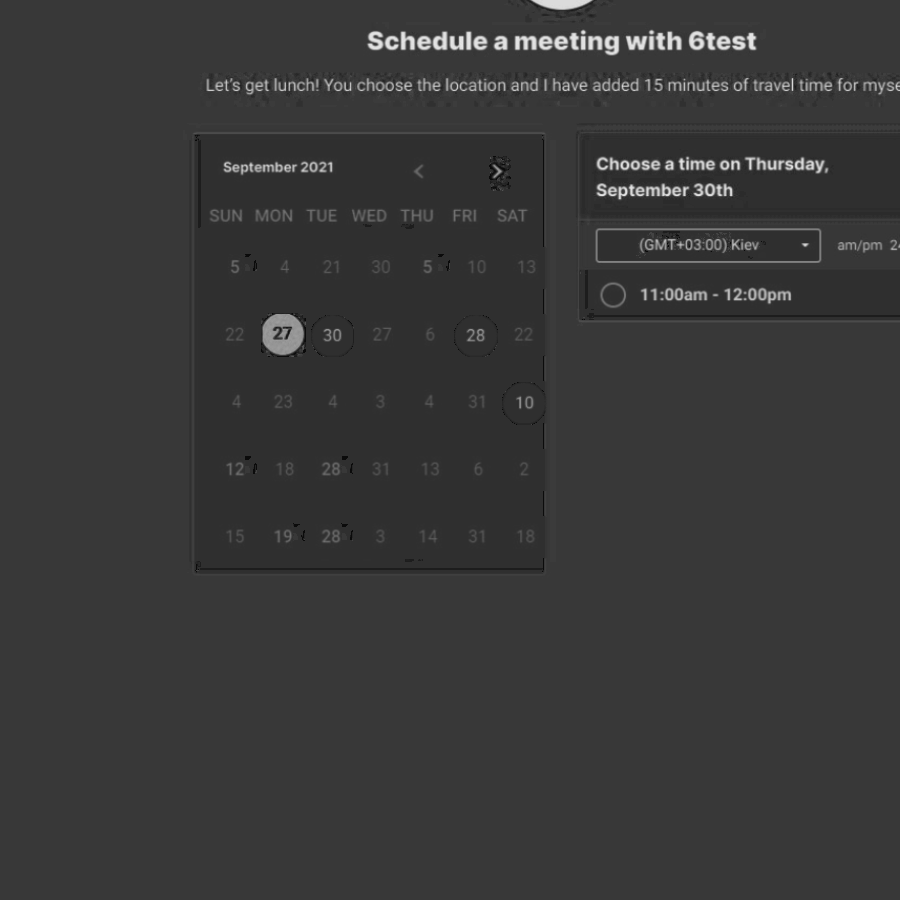 Schedule a meeting with 6test
Let's get lunch! You choose the location and I have added 15 minutes of travel time for myse
September 2021
SUN MON TUE WED THU FRI SAT
5 4 21 30 5 10 13
22 27 30 27 6 28 22
4 23 4 3 4 31 10
12 18 28 31 13 6 2
15 19 28 3 14 31 18
Choose a time on Thursday,
September 30th
(GMT+03:00) Kiev am/pm 24
11:00am - 12:00pm